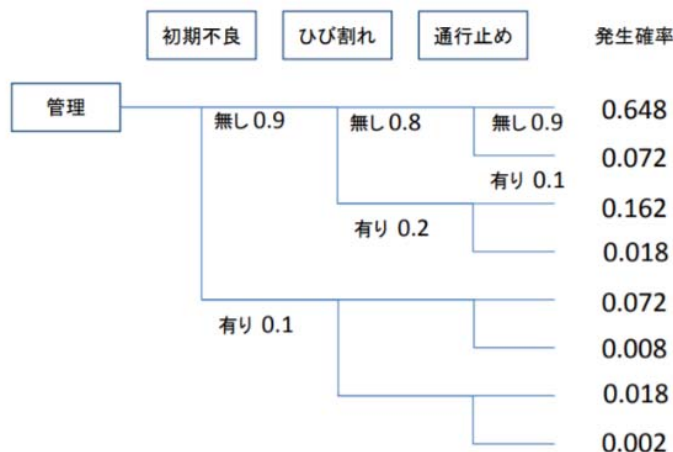 初期不良 ひび割れ 通行止め 発生確率
管理
無し 0.9 無し 0.8 無し 0.9 0.648
0.072
有り 0.1
0.162
有り 0.2
0.018
0.072
有り 0.1
0.008
0.018
0.002